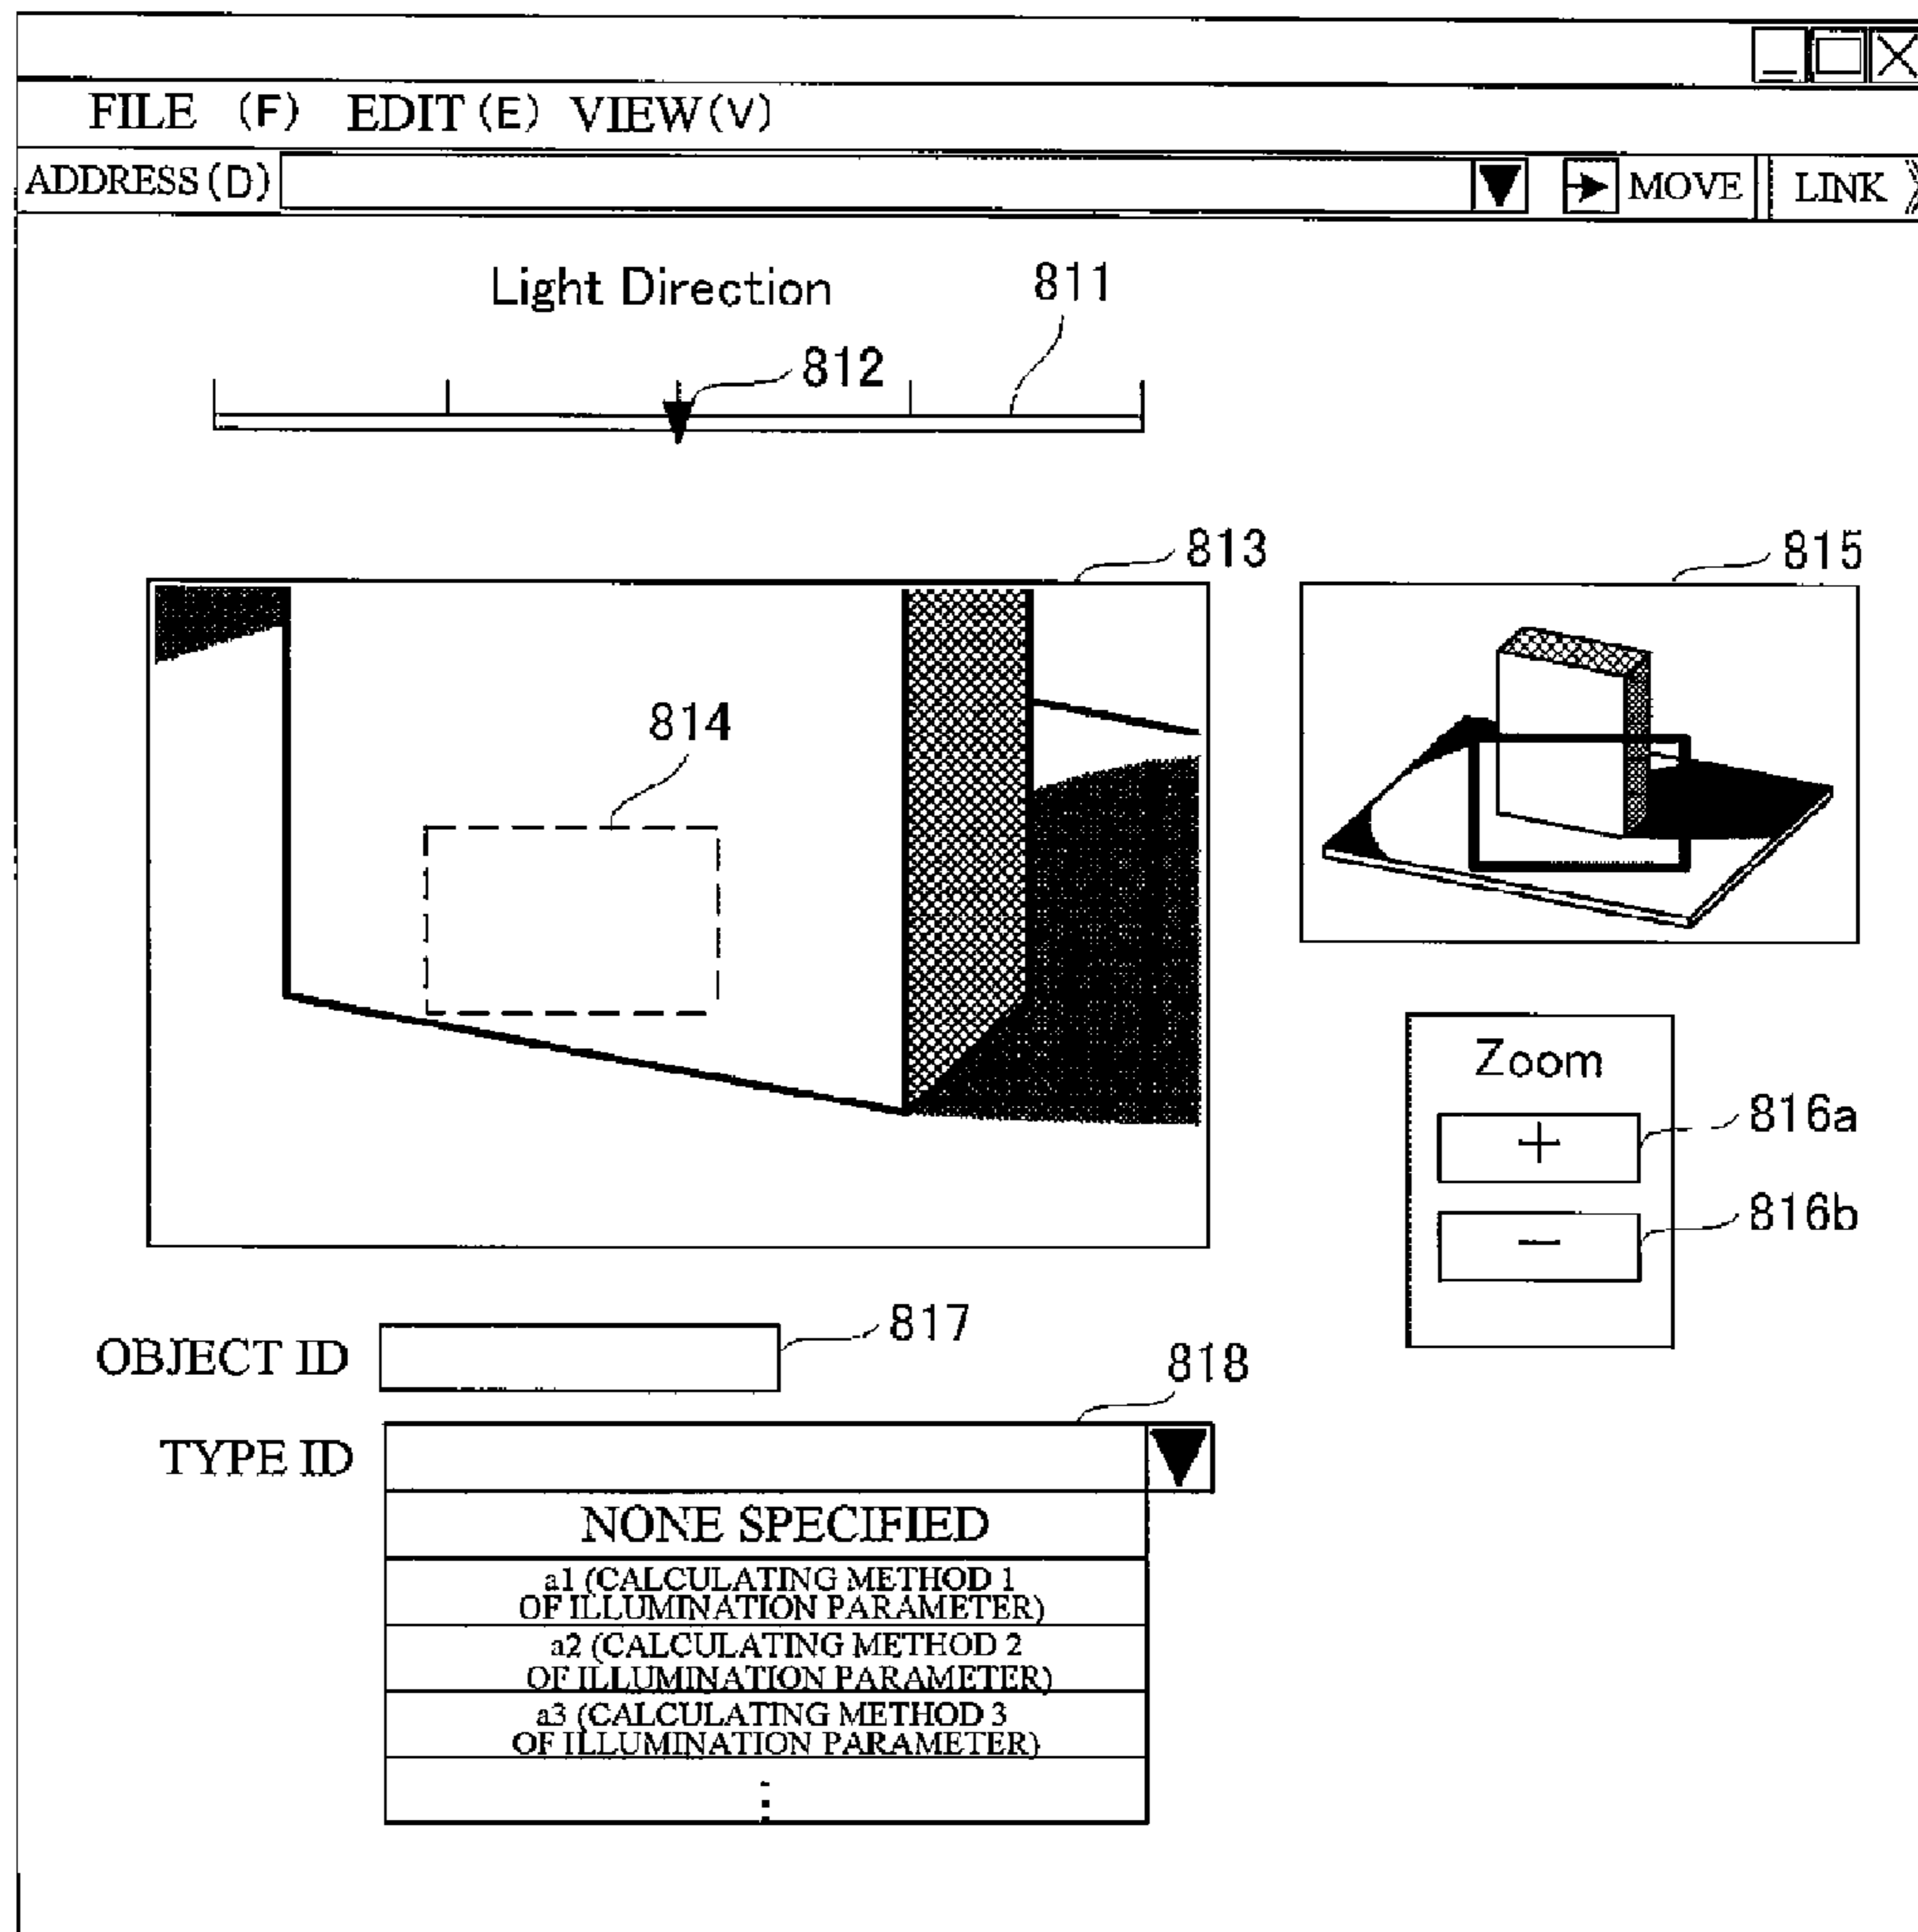 FILE (F) EDIT (E) VIEW (V)
ADDRESS (D) MOVE LINK
Light Direction
811
812
813
815
814
Zoom
+
816a
−
816b
OBJECT ID
817
818
TYPE ID
NONE SPECIFIED
a1 (CALCULATING METHOD 1
OF ILLUMINATION PARAMETER)
a2 (CALCULATING METHOD 2
OF ILLUMINATION PARAMETER)
a3 (CALCULATING METHOD 3
OF ILLUMINATION PARAMETER)
⋮